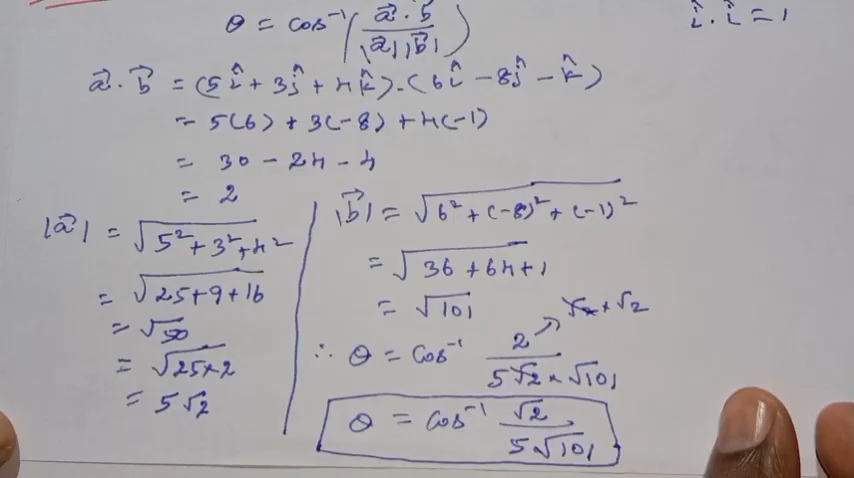 θ = cos⁻¹(a⃗ · b⃗ / |a⃗| |b⃗|)
î · î = 1
a⃗ · b⃗ = (5î + 3ĵ + 4k̂) · (6î − 8ĵ − k̂)
= 5(6) + 3(−8) + 4(−1)
= 30 − 24 − 4
= 2
|a⃗| = √(5² + 3² + 4²)
= √(25 + 9 + 16)
= √50
= √(25 × 2)
= 5√2
|b⃗| = √(6² + (−8)² + (−1)²)
= √(36 + 64 + 1)
= √101
√2 × √2
∴ θ = cos⁻¹ 2 / 5√2 × √101
θ = cos⁻¹ √2 / 5√101